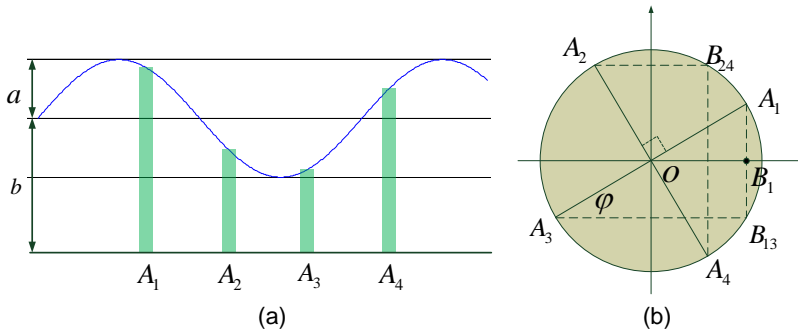 a
b
A₁ A₂ A₃ A₄
(a)
A₂
B₂₄
A₁
O
B₁
φ
A₃
B₁₃
A₄
(b)